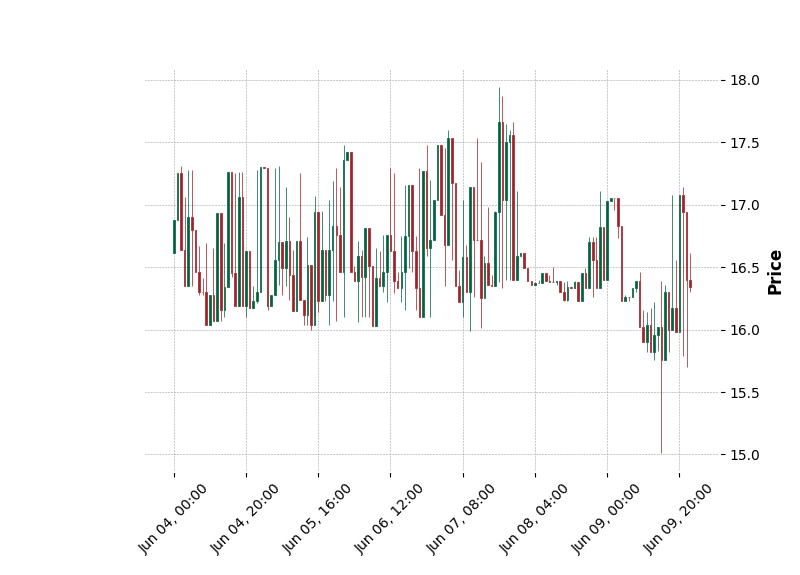 18.0
17.5
17.0
16.5
16.0
15.5
15.0
Price
Jun 04, 00:00
Jun 04, 20:00
Jun 05, 16:00
Jun 06, 12:00
Jun 07, 08:00
Jun 08, 04:00
Jun 09, 00:00
Jun 09, 20:00